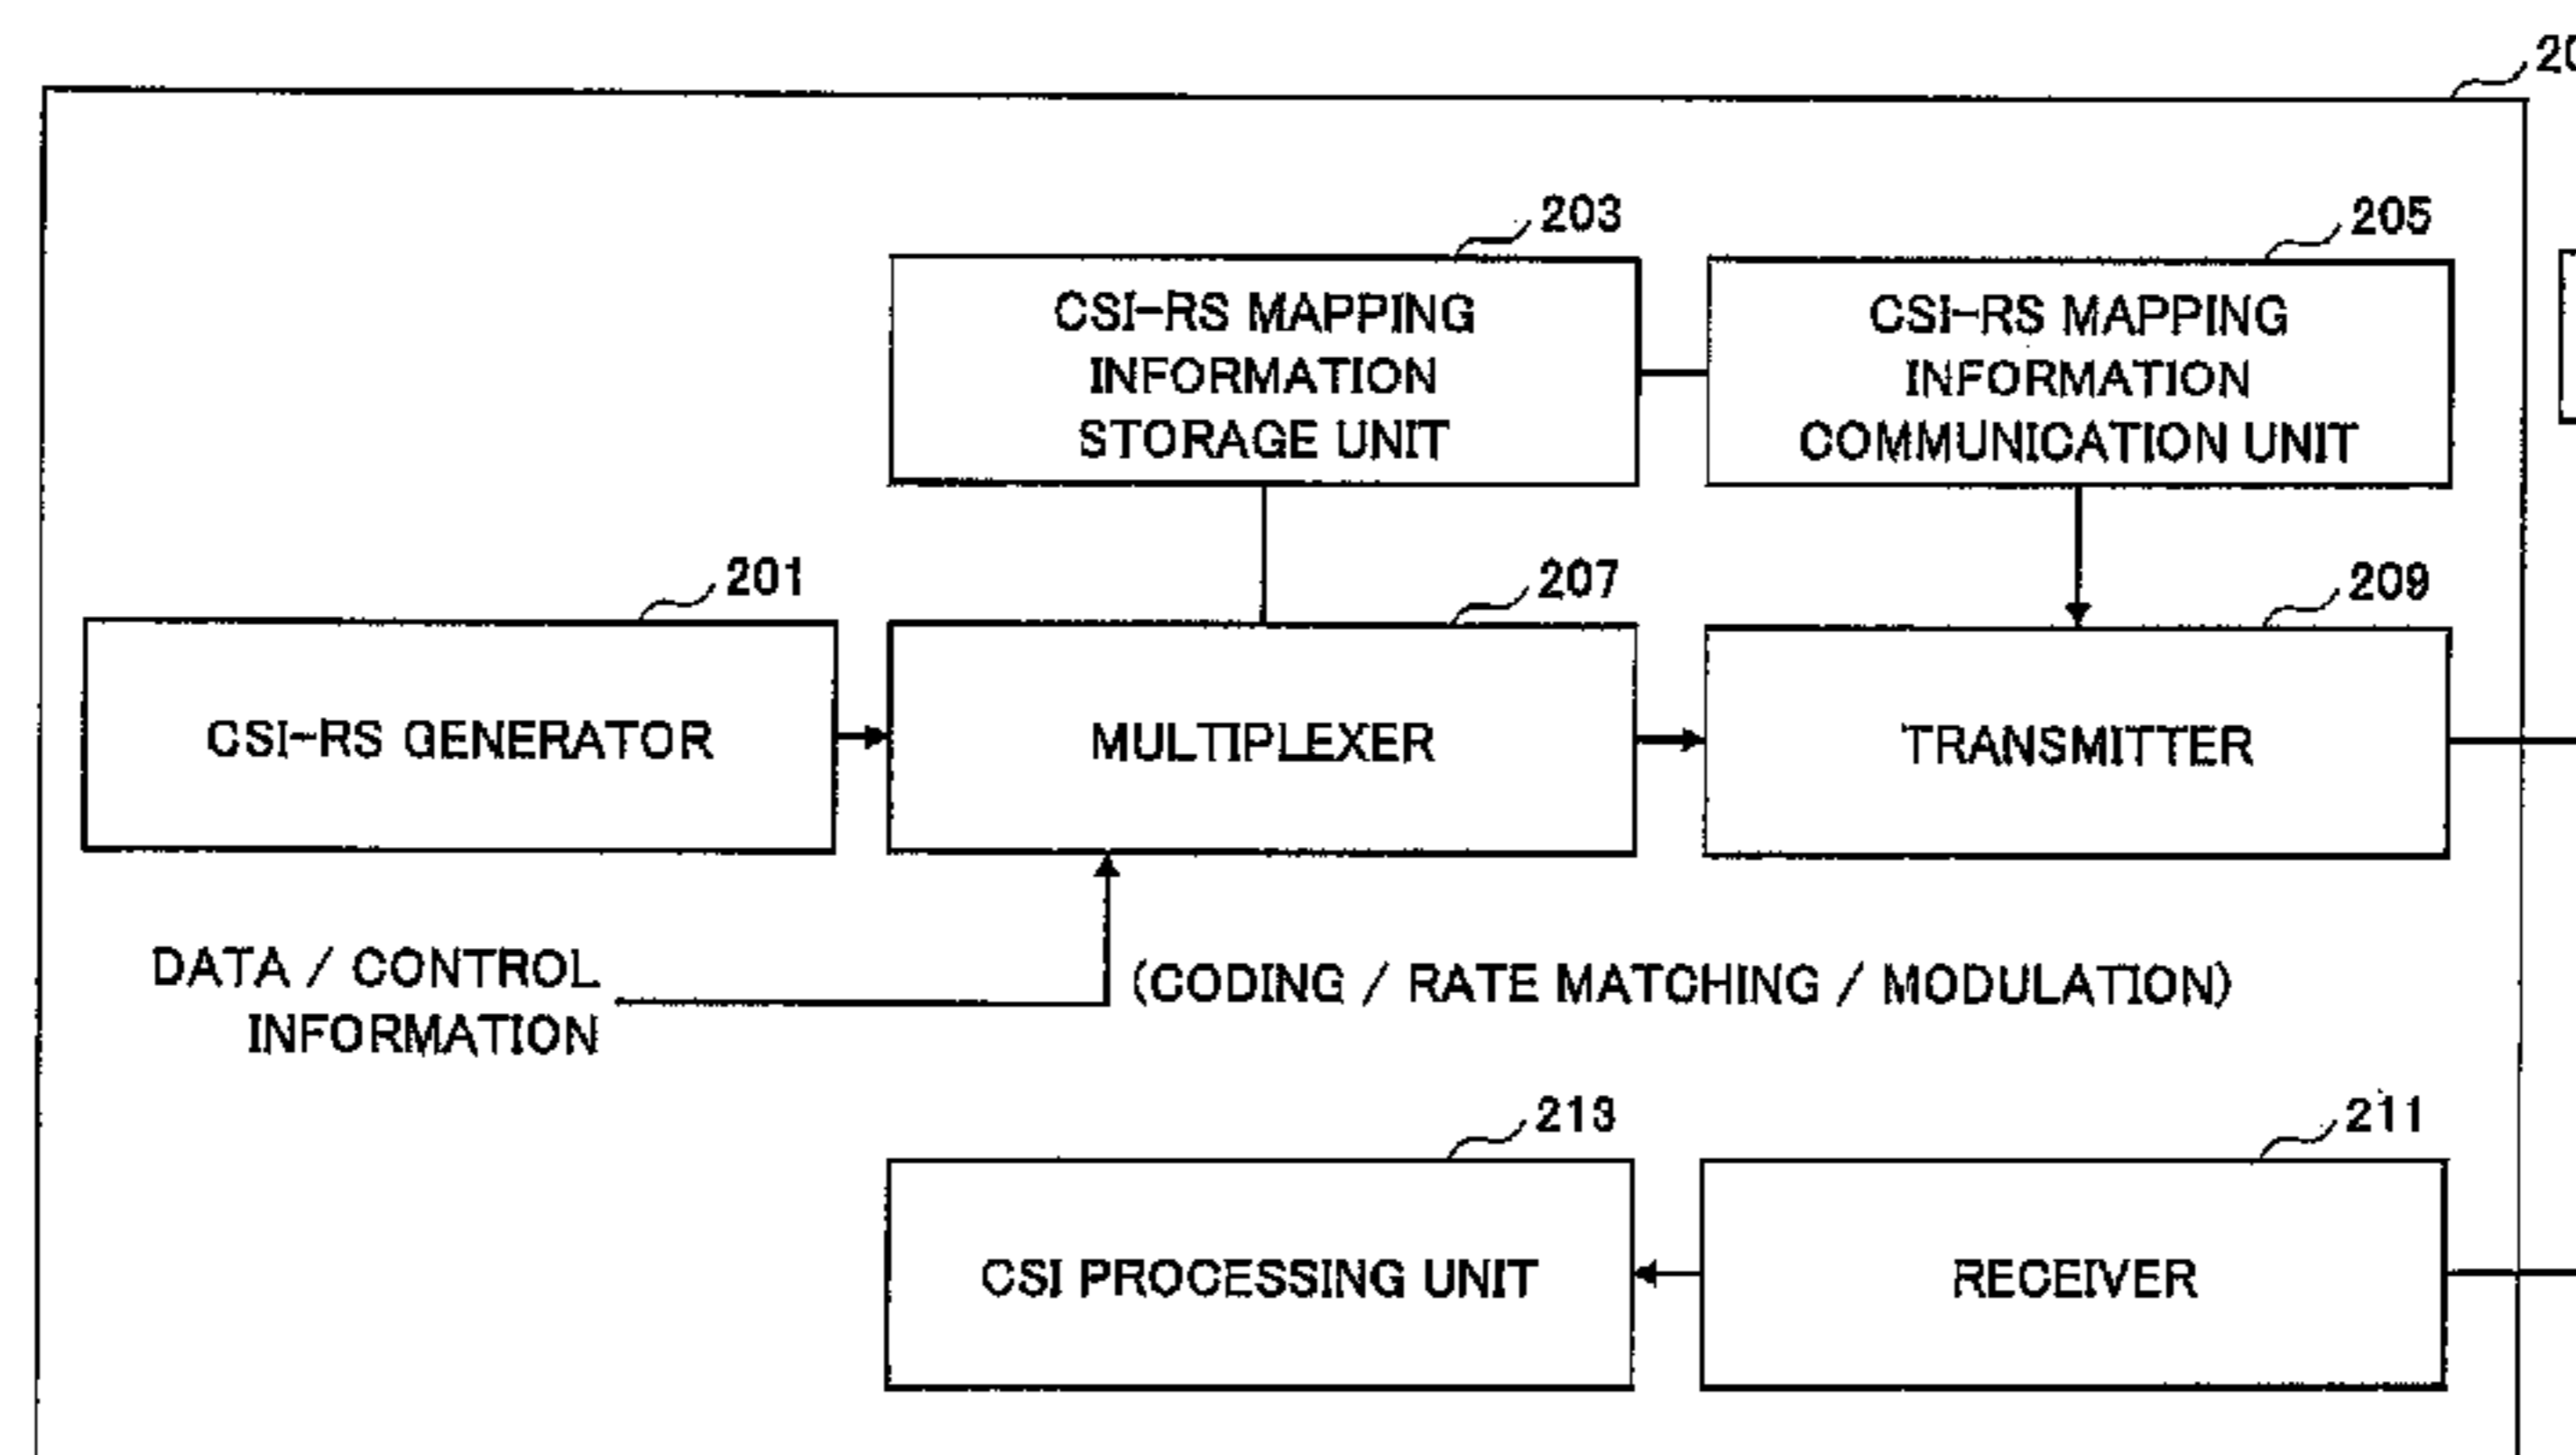 20
203
205
CSI-RS MAPPING
INFORMATION
STORAGE UNIT
CSI-RS MAPPING
INFORMATION
COMMUNICATION UNIT
201
207
209
CSI-RS GENERATOR
MULTIPLEXER
TRANSMITTER
DATA / CONTROL
INFORMATION
(CODING / RATE MATCHING / MODULATION)
213
211
CSI PROCESSING UNIT
RECEIVER